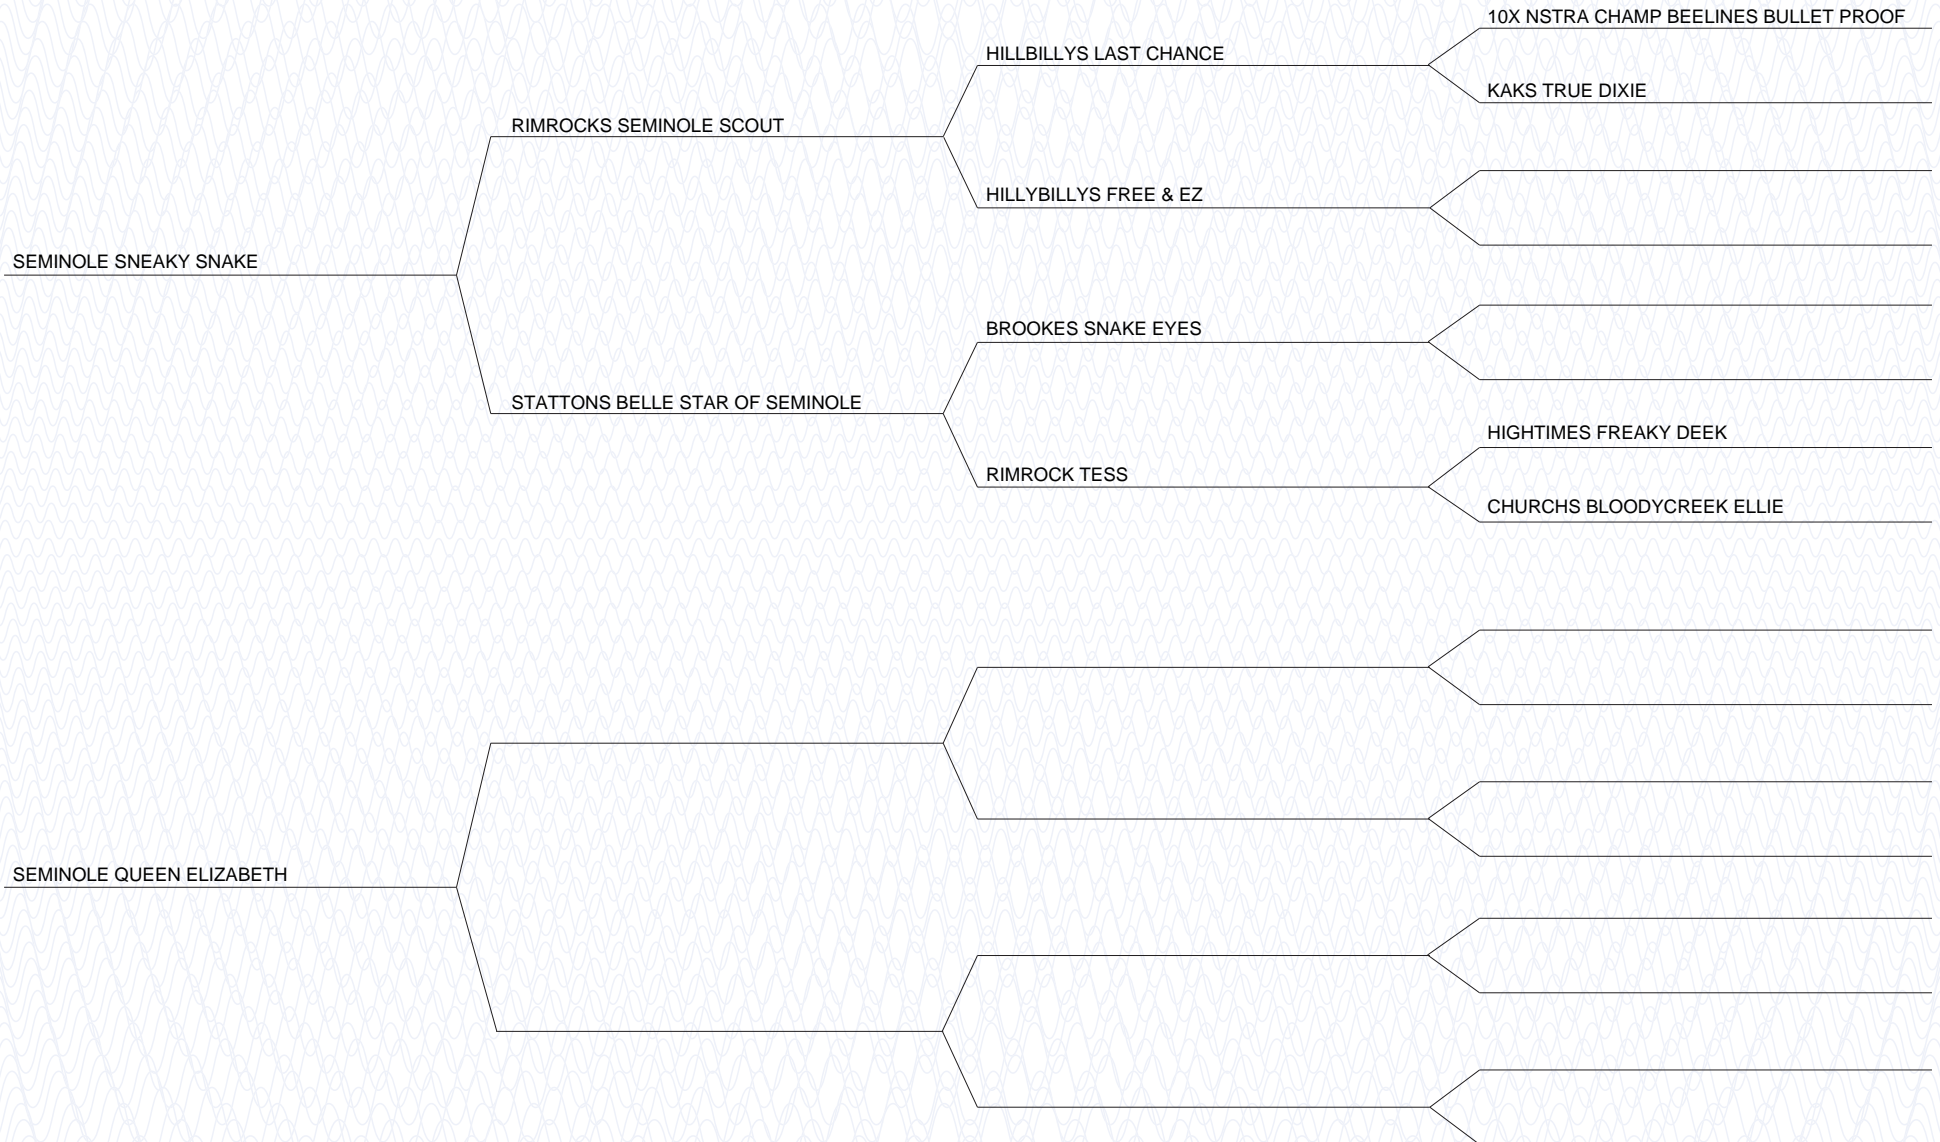 10X NSTRA CHAMP BEELINES BULLET PROOF
HILLBILLYS LAST CHANCE
KAKS TRUE DIXIE
RIMROCKS SEMINOLE SCOUT
HILLYBILLYS FREE & EZ
SEMINOLE SNEAKY SNAKE
BROOKES SNAKE EYES
STATTONS BELLE STAR OF SEMINOLE
HIGHTIMES FREAKY DEEK
RIMROCK TESS
CHURCHS BLOODYCREEK ELLIE
SEMINOLE QUEEN ELIZABETH